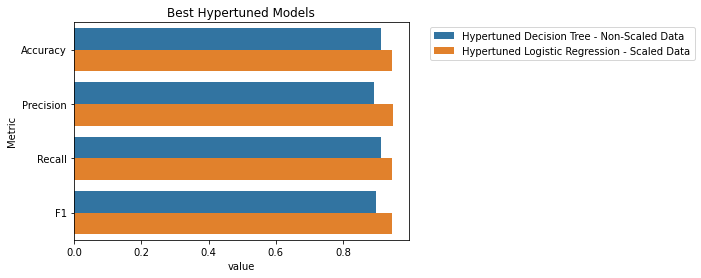 Best Hypertuned Models
Hypertuned Decision Tree - Non-Scaled Data
Hypertuned Logistic Regression - Scaled Data
Metric
Accuracy
Precision
Recall
F1
0.0 0.2 0.4 0.6 0.8
value